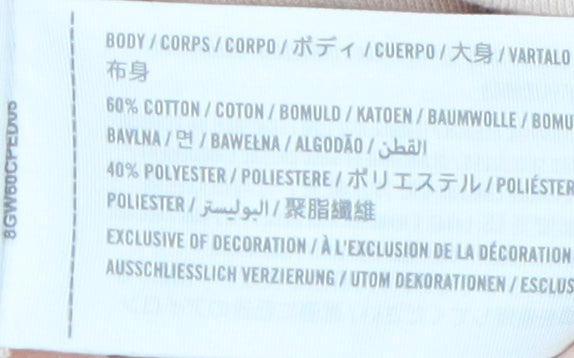 BODY / CORPS / CORPO / ボディ / CUERPO / 大身 / VARTALO
布身
60% COTTON / COTON / BOMULD / KATOEN / BAUMWOLLE / BOMU
BAVLNA / 면 / BAWEŁNA / ALGODÃO / القطن
40% POLYESTER / POLIESTERE / ポリエステル / POLIÉSTER
POLIESTER / البوليستر / 聚脂纖維
EXCLUSIVE OF DECORATION / À L'EXCLUSION DE LA DÉCORATION
AUSSCHLIESSLICH VERZIERUNG / UTOM DEKORATIONEN / ESCLUS
8GW60CPED06